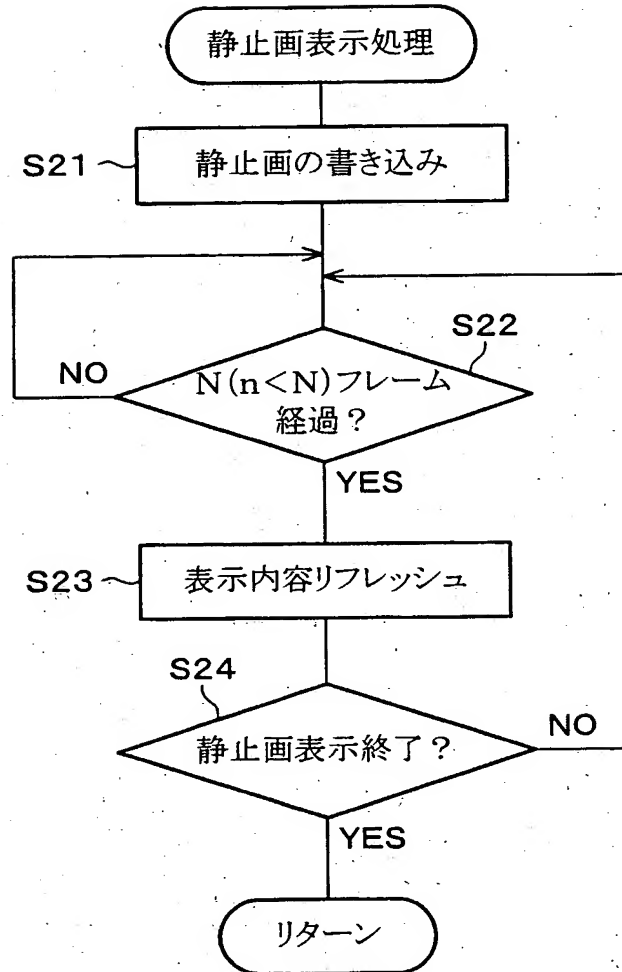 静止画表示処理
S21
静止画の書き込み
S22
NO
N(n<N)フレーム
経過?
YES
S23
表示内容リフレッシュ
S24
静止画表示終了?
NO
YES
リターン